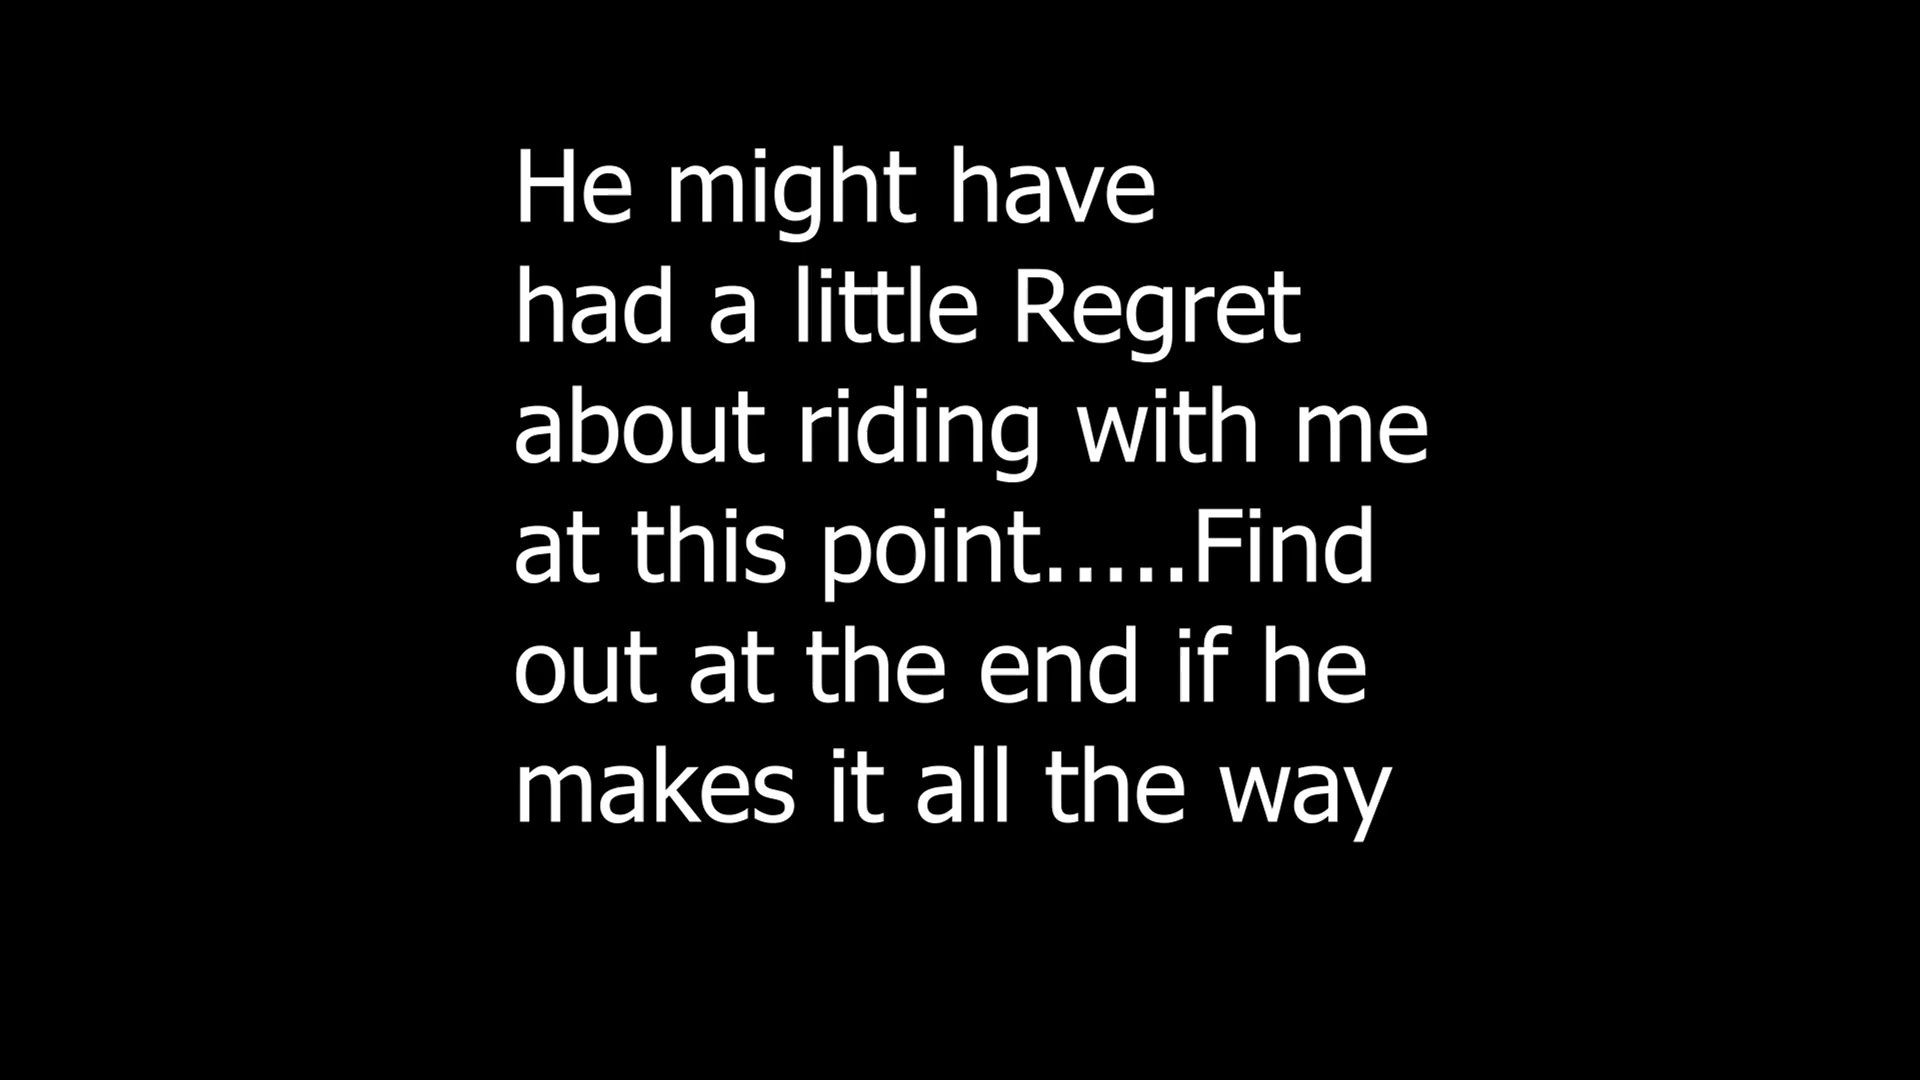 He might have
had a little Regret
about riding with me
at this point.....Find
out at the end if he
makes it all the way